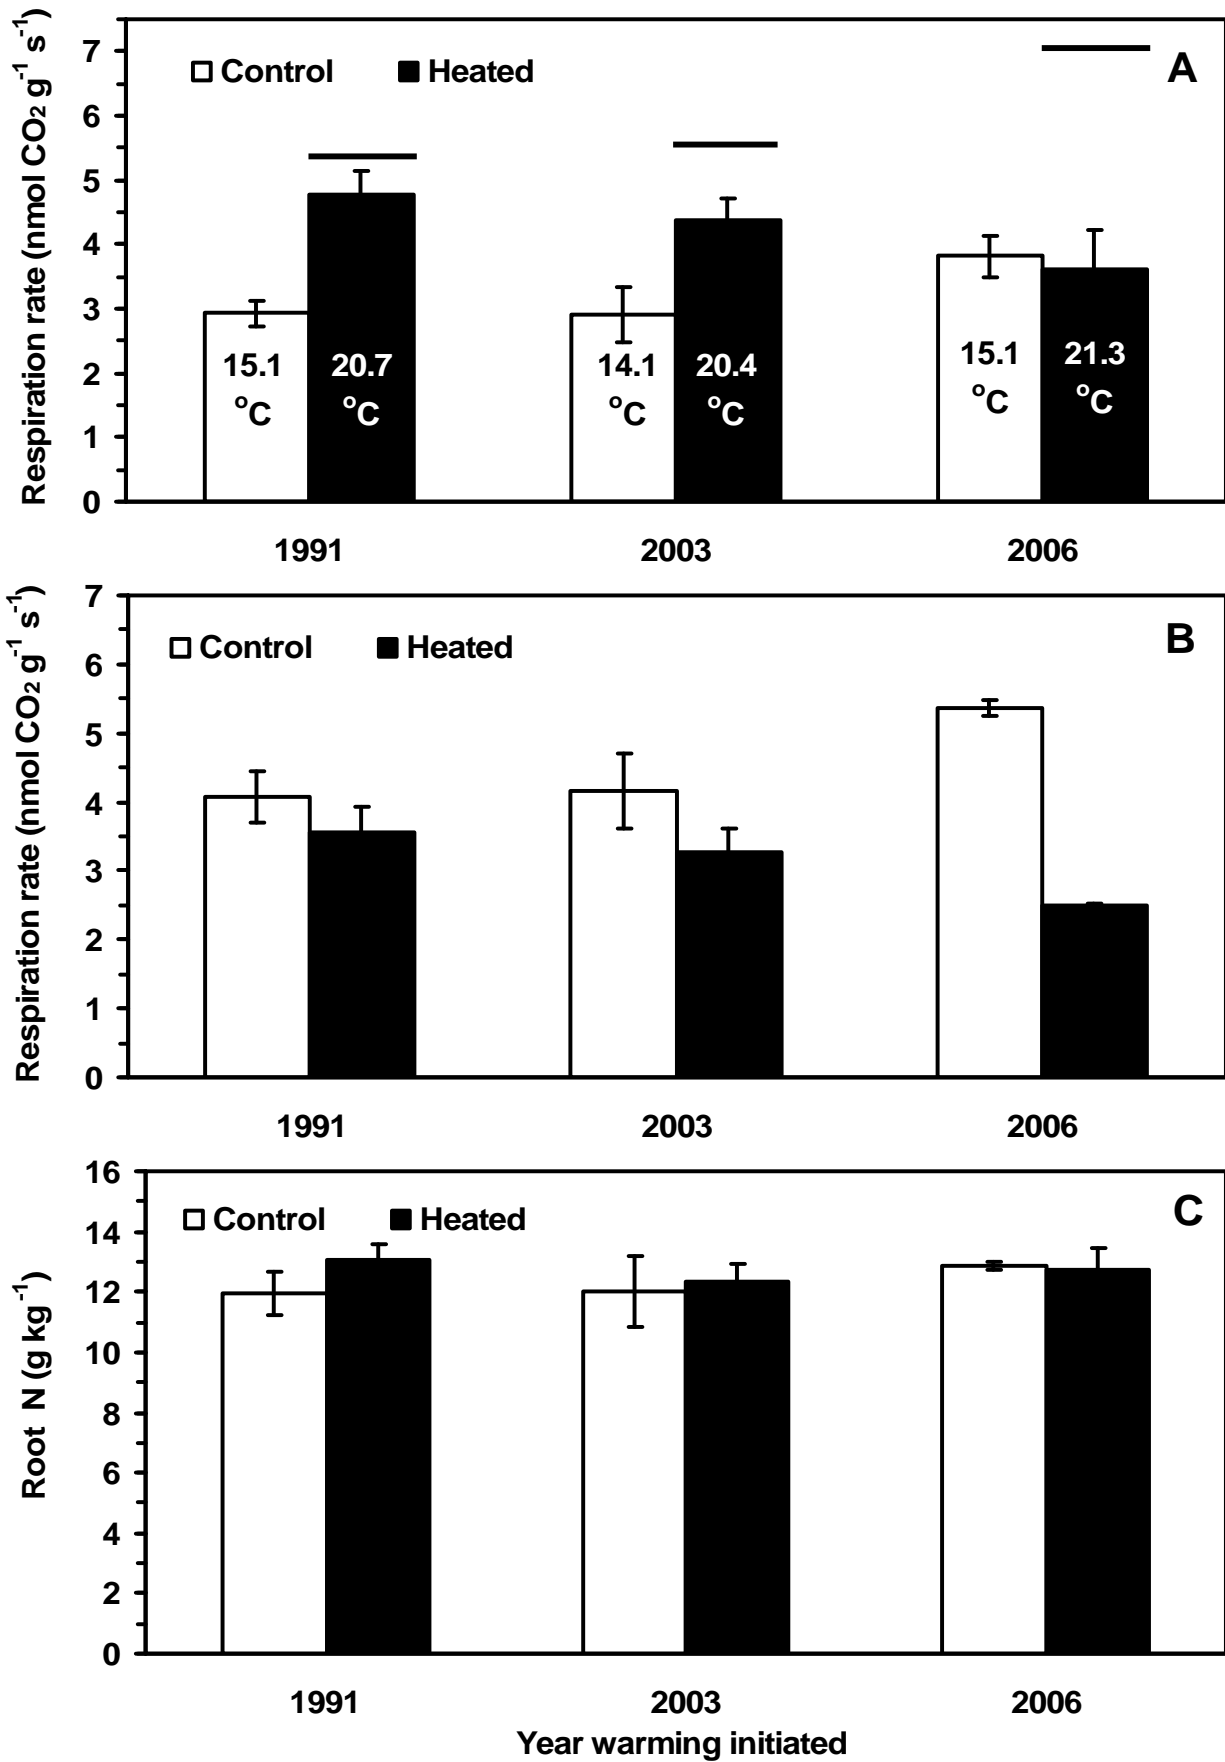 Respiration rate (nmol CO₂ g⁻¹ s⁻¹)
7
6
5
4
3
2
1
0
Control
Heated
A
15.1
°C
20.7
°C
14.1
°C
20.4
°C
15.1
°C
21.3
°C
1991
2003
2006
Respiration rate (nmol CO₂ g⁻¹ s⁻¹)
7
6
5
4
3
2
1
0
Control
Heated
B
1991
2003
2006
Root N (g kg⁻¹)
16
14
12
10
8
6
4
2
0
Control
Heated
C
1991
2003
2006
Year warming initiated